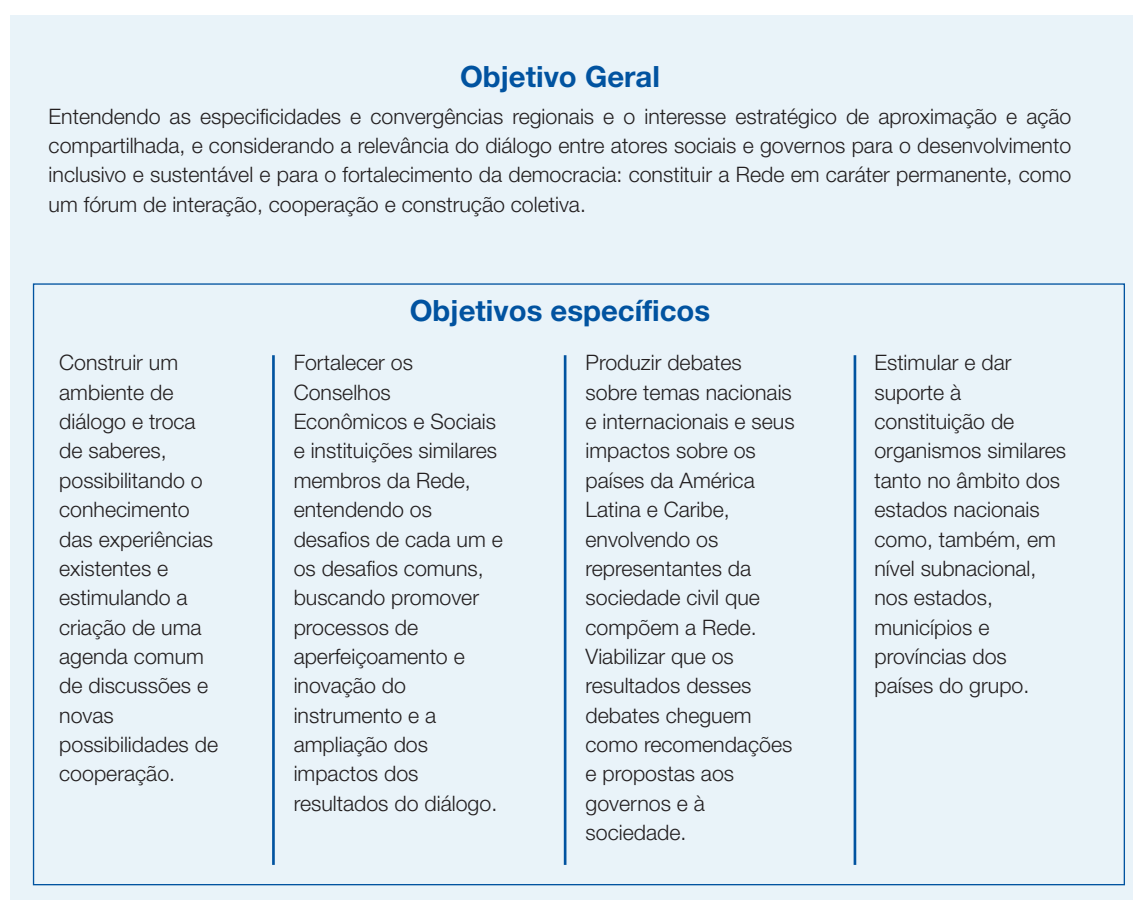 Objetivo Geral
Entendendo as especificidades e convergências regionais e o interesse estratégico de aproximação e ação
compartilhada, e considerando a relevância do diálogo entre atores sociais e governos para o desenvolvimento
inclusivo e sustentável e para o fortalecimento da democracia: constituir a Rede em caráter permanente, como
um fórum de interação, cooperação e construção coletiva.
Objetivos específicos
Construir um
ambiente de
diálogo e troca
de saberes,
possibilitando o
conhecimento
das experiências
existentes e
estimulando a
criação de uma
agenda comum
de discussões e
novas
possibilidades de
cooperação.
Fortalecer os
Conselhos
Econômicos e Sociais
e instituições similares
membros da Rede,
entendendo os
desafios de cada um e
os desafios comuns,
buscando promover
processos de
aperfeiçoamento e
inovação do
instrumento e a
ampliação dos
impactos dos
resultados do diálogo.
Produzir debates
sobre temas nacionais
e internacionais e seus
impactos sobre os
países da América
Latina e Caribe,
envolvendo os
representantes da
sociedade civil que
compõem a Rede.
Viabilizar que os
resultados desses
debates cheguem
como recomendações
e propostas aos
governos e à
sociedade.
Estimular e dar
suporte à
constituição de
organismos similares
tanto no âmbito dos
estados nacionais
como, também, em
nível subnacional,
nos estados,
municípios e
províncias dos
países do grupo.